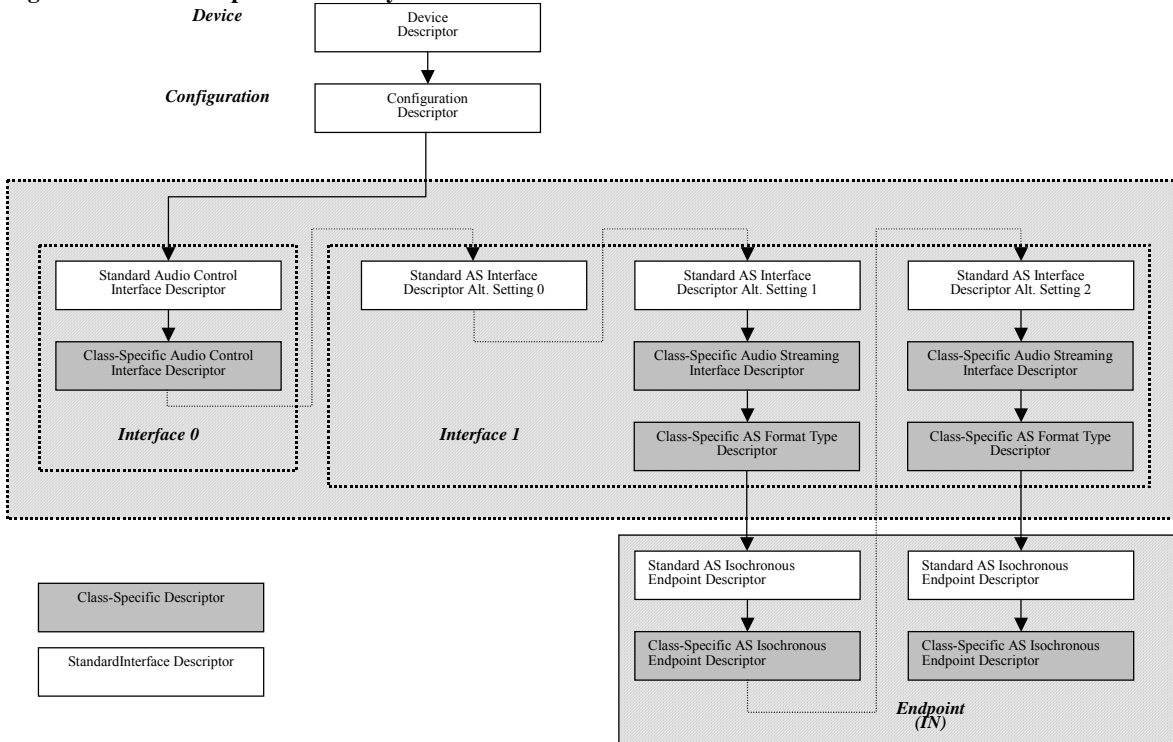 Device
Device
Descriptor
Configuration
Configuration
Descriptor
Standard Audio Control
Interface Descriptor
Standard AS Interface
Descriptor Alt. Setting 0
Standard AS Interface
Descriptor Alt. Setting 1
Standard AS Interface
Descriptor Alt. Setting 2
Class-Specific Audio Control
Interface Descriptor
Class-Specific Audio Streaming
Interface Descriptor
Class-Specific Audio Streaming
Interface Descriptor
Interface 0
Interface 1
Class-Specific AS Format Type
Descriptor
Class-Specific AS Format Type
Descriptor
Standard AS Isochronous
Endpoint Descriptor
Standard AS Isochronous
Endpoint Descriptor
Class-Specific Descriptor
Class-Specific AS Isochronous
Endpoint Descriptor
Class-Specific AS Isochronous
Endpoint Descriptor
StandardInterface Descriptor
Endpoint
(IN)